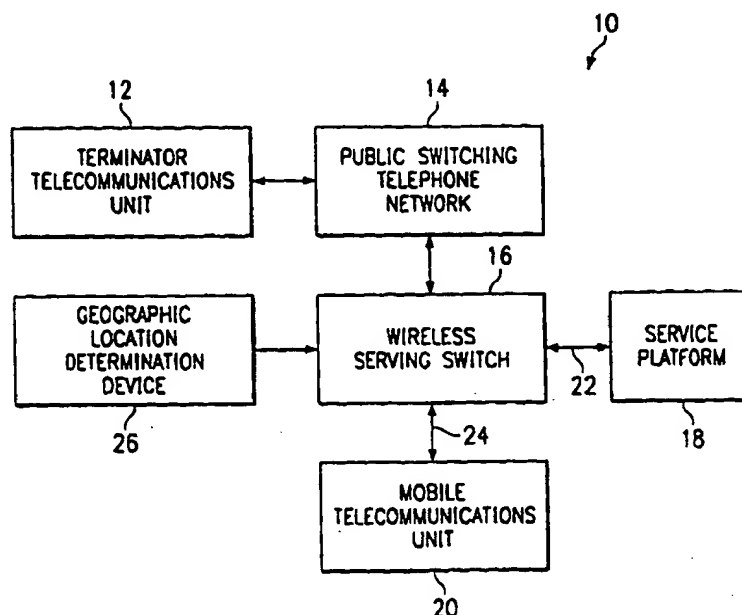 10
12
14
TERMINATOR
TELECOMMUNICATIONS
UNIT
PUBLIC SWITCHING
TELEPHONE
NETWORK
16
GEOGRAPHIC
LOCATION
DETERMINATION
DEVICE
WIRELESS
SERVING SWITCH
22
SERVICE
PLATFORM
26
24
18
MOBILE
TELECOMMUNICATIONS
UNIT
20